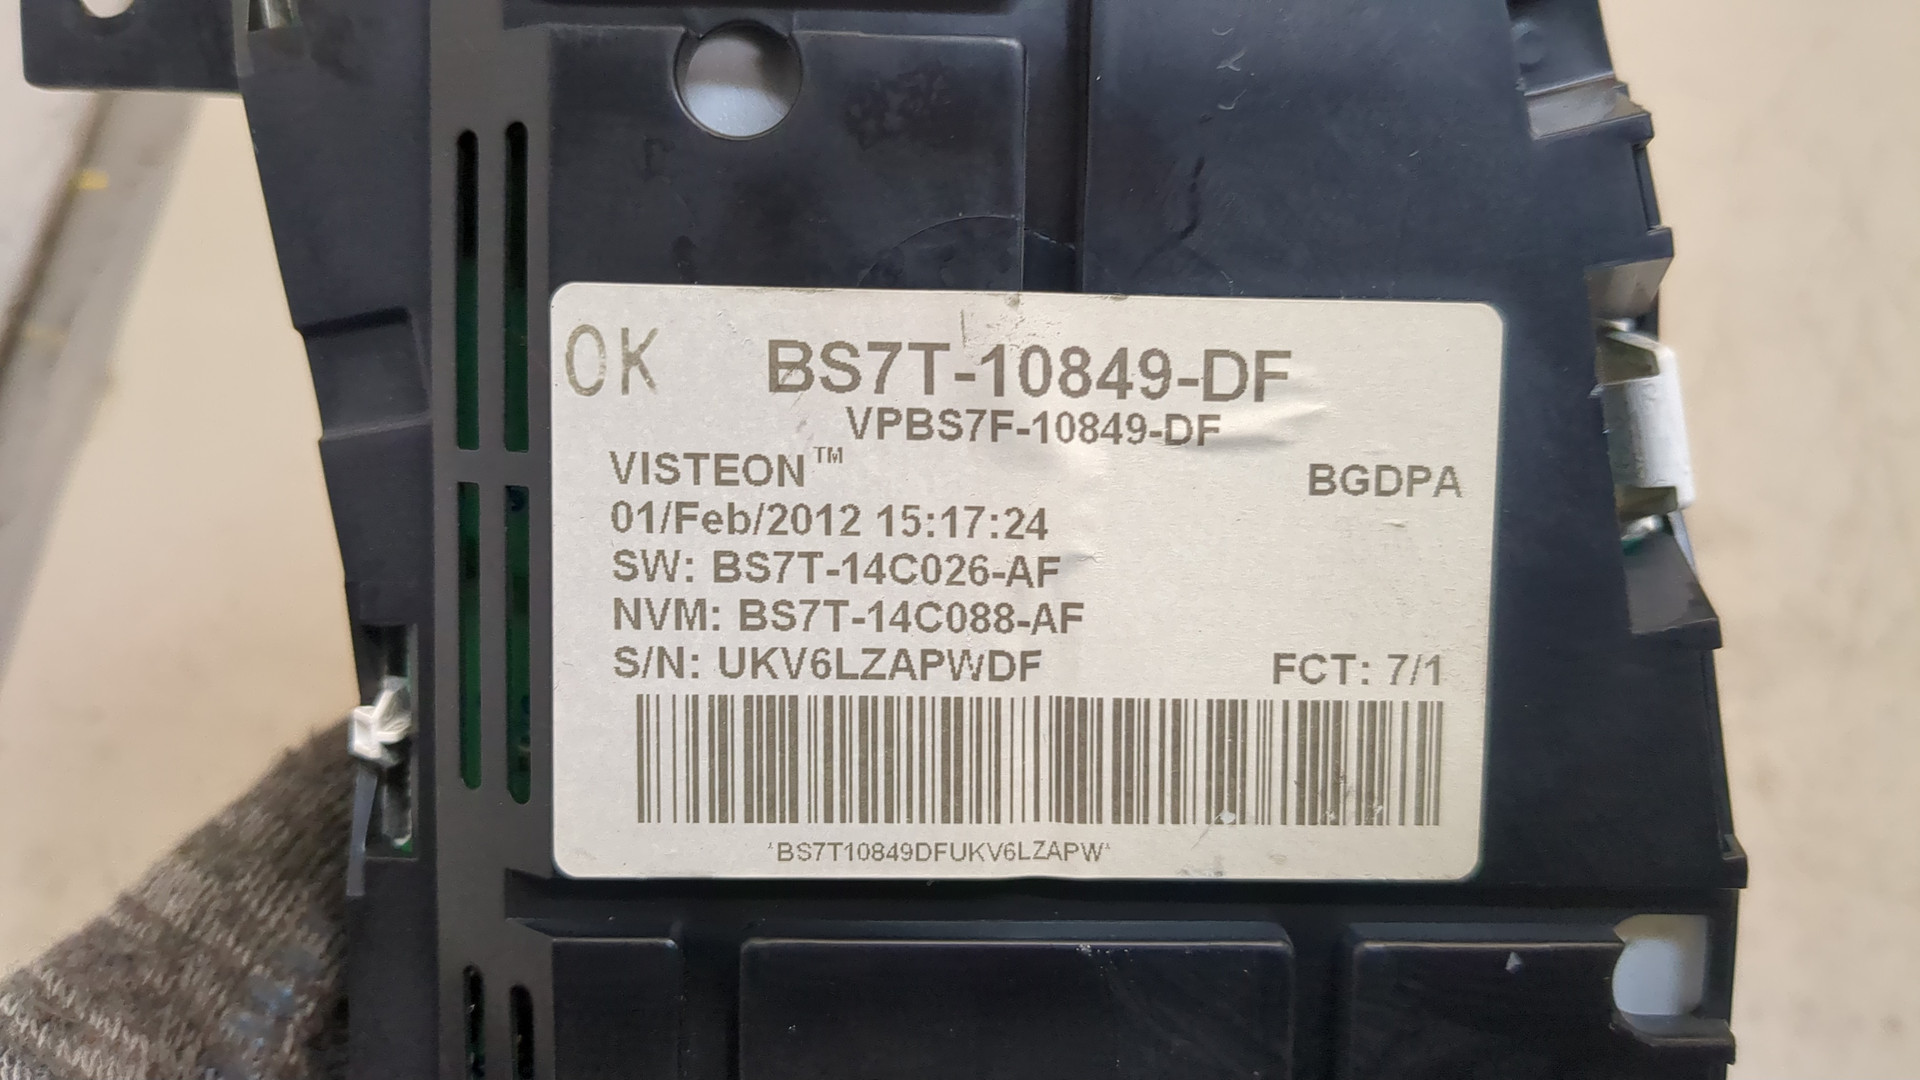 OK BS7T-10849-DF
VPBS7F-10849-DF
VISTEON™ BGDPA
01/Feb/2012 15:17:24
SW: BS7T-14C026-AF
NVM: BS7T-14C088-AF
S/N: UKV6LZAPWDF FCT: 7/1
*BS7T10849DFUKV6LZAPW*